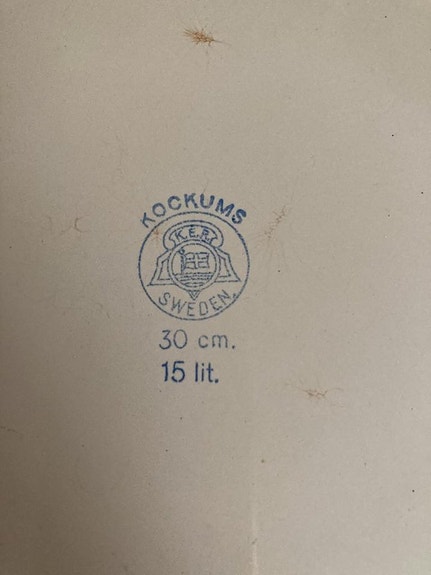 KOCKUMS
K.E.R.
SWEDEN
30 cm.
15 lit.